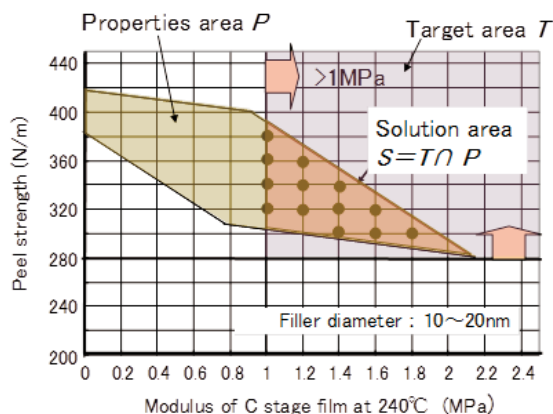 Properties area P
Target area T
>1MPa
Solution area
S=T∩ P
Peel strength (N/m)
440
400
360
320
280
240
200
Filler diameter : 10～20nm
0 0.2 0.4 0.6 0.8 1 1.2 1.4 1.6 1.8 2 2.2 2.4
Modulus of C stage film at 240℃ (MPa)